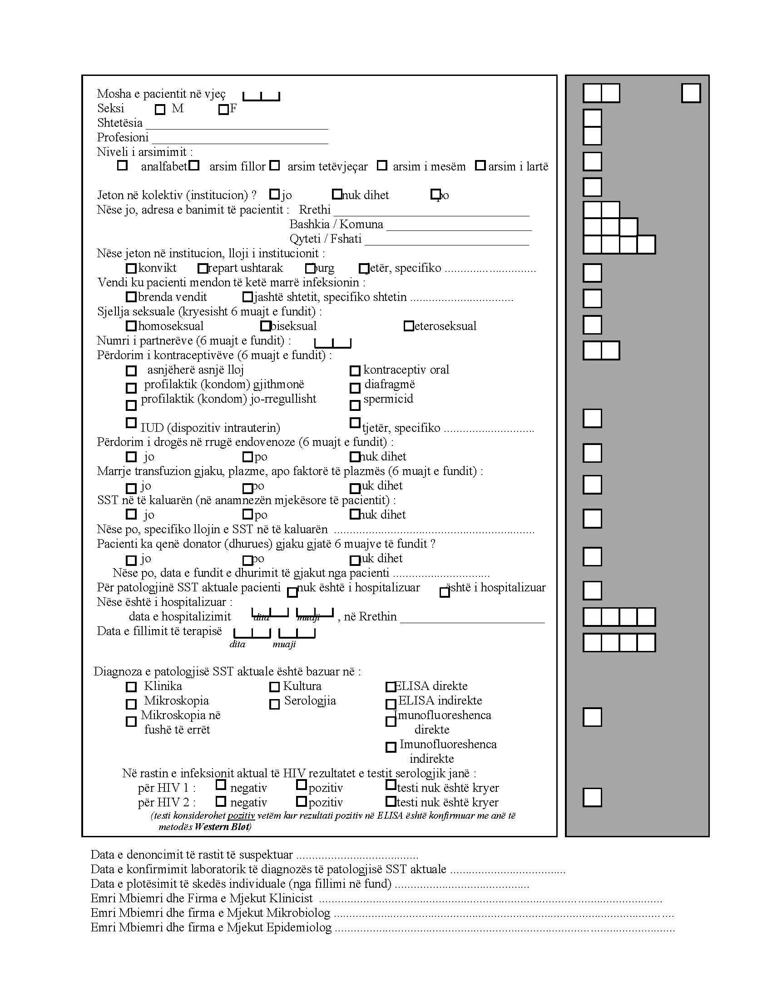 Mosha e pacientit në vjeç
Seksi M F
Shtetësia ______________________________
Profesioni _____________________________
Niveli i arsimimit :
analfabet arsim fillor arsim tetëvjeçar arsim i mesëm arsim i lartë
Jeton në kolektiv (institucion) ? jo nuk dihet po
Nëse jo, adresa e banimit të pacientit : Rrethi ______________________________
Bashkia / Komuna ______________________
Qyteti / Fshati _________________________
Nëse jeton në institucion, lloji i institucionit :
konvikt repart ushtarak burg tjetër, specifiko .............................
Vendi ku pacienti mendon të ketë marrë infeksionin :
brenda vendit jashtë shtetit, specifiko shtetin .................................
Sjellja seksuale (kryesisht 6 muajt e fundit) :
homoseksual biseksual eteroseksual
Numri i partnerëve (6 muajt e fundit) :
Përdorim i kontraceptivëve (6 muajt e fundit) :
asnjëherë asnjë lloj kontraceptiv oral
profilaktik (kondom) gjithmonë diafragmë
profilaktik (kondom) jo-rregullisht spermicid
IUD (dispozitiv intrauterin) tjetër, specifiko .............................
Përdorim i drogës në rrugë endovenoze (6 muajt e fundit) :
jo po nuk dihet
Marrje transfuzion gjaku, plazme, apo faktorë të plazmës (6 muajt e fundit) :
jo po nuk dihet
SST në të kaluarën (në anamnezën mjekësore të pacientit) :
jo po nuk dihet
Nëse po, specifiko llojin e SST në të kaluarën ................................................................
Pacienti ka qenë donator (dhurues) gjaku gjatë 6 muajve të fundit ?
jo po nuk dihet
Nëse po, data e fundit e dhurimit të gjakut nga pacienti ...............................
Për patologjinë SST aktuale pacienti nuk është i hospitalizuar është i hospitalizuar
Nëse është i hospitalizuar :
data e hospitalizimit dita muaji , në Rrethin ______________________
Data e fillimit të terapisë
dita muaji
Diagnoza e patologjisë SST aktuale është bazuar në :
Klinika Kultura ELISA direkte
Mikroskopia Serologjia ELISA indirekte
Mikroskopia në Imunofluoreshenca
fushë të errët direkte
Imunofluoreshenca
indirekte
Në rastin e infeksionit aktual të HIV rezultatet e testit serologjik janë :
për HIV 1 : negativ pozitiv testi nuk është kryer
për HIV 2 : negativ pozitiv testi nuk është kryer
(testi konsiderohet pozitiv vetëm kur rezultati pozitiv në ELISA është konfirmuar me anë të
metodës Western Blot)
Data e denoncimit të rastit të suspektuar .......................................
Data e konfirmimit laboratorik të diagnozës të patologjisë SST aktuale .....................................
Data e plotësimit të skedës individuale (nga fillimi në fund) ...........................................
Emri Mbiemri dhe Firma e Mjekut Klinicist ..............................................................................................................
Emri Mbiemri dhe firma e Mjekut Mikrobiolog .............................................................................................................
Emri Mbiemri dhe firma e Mjekut Epidemiolog .............................................................................................................